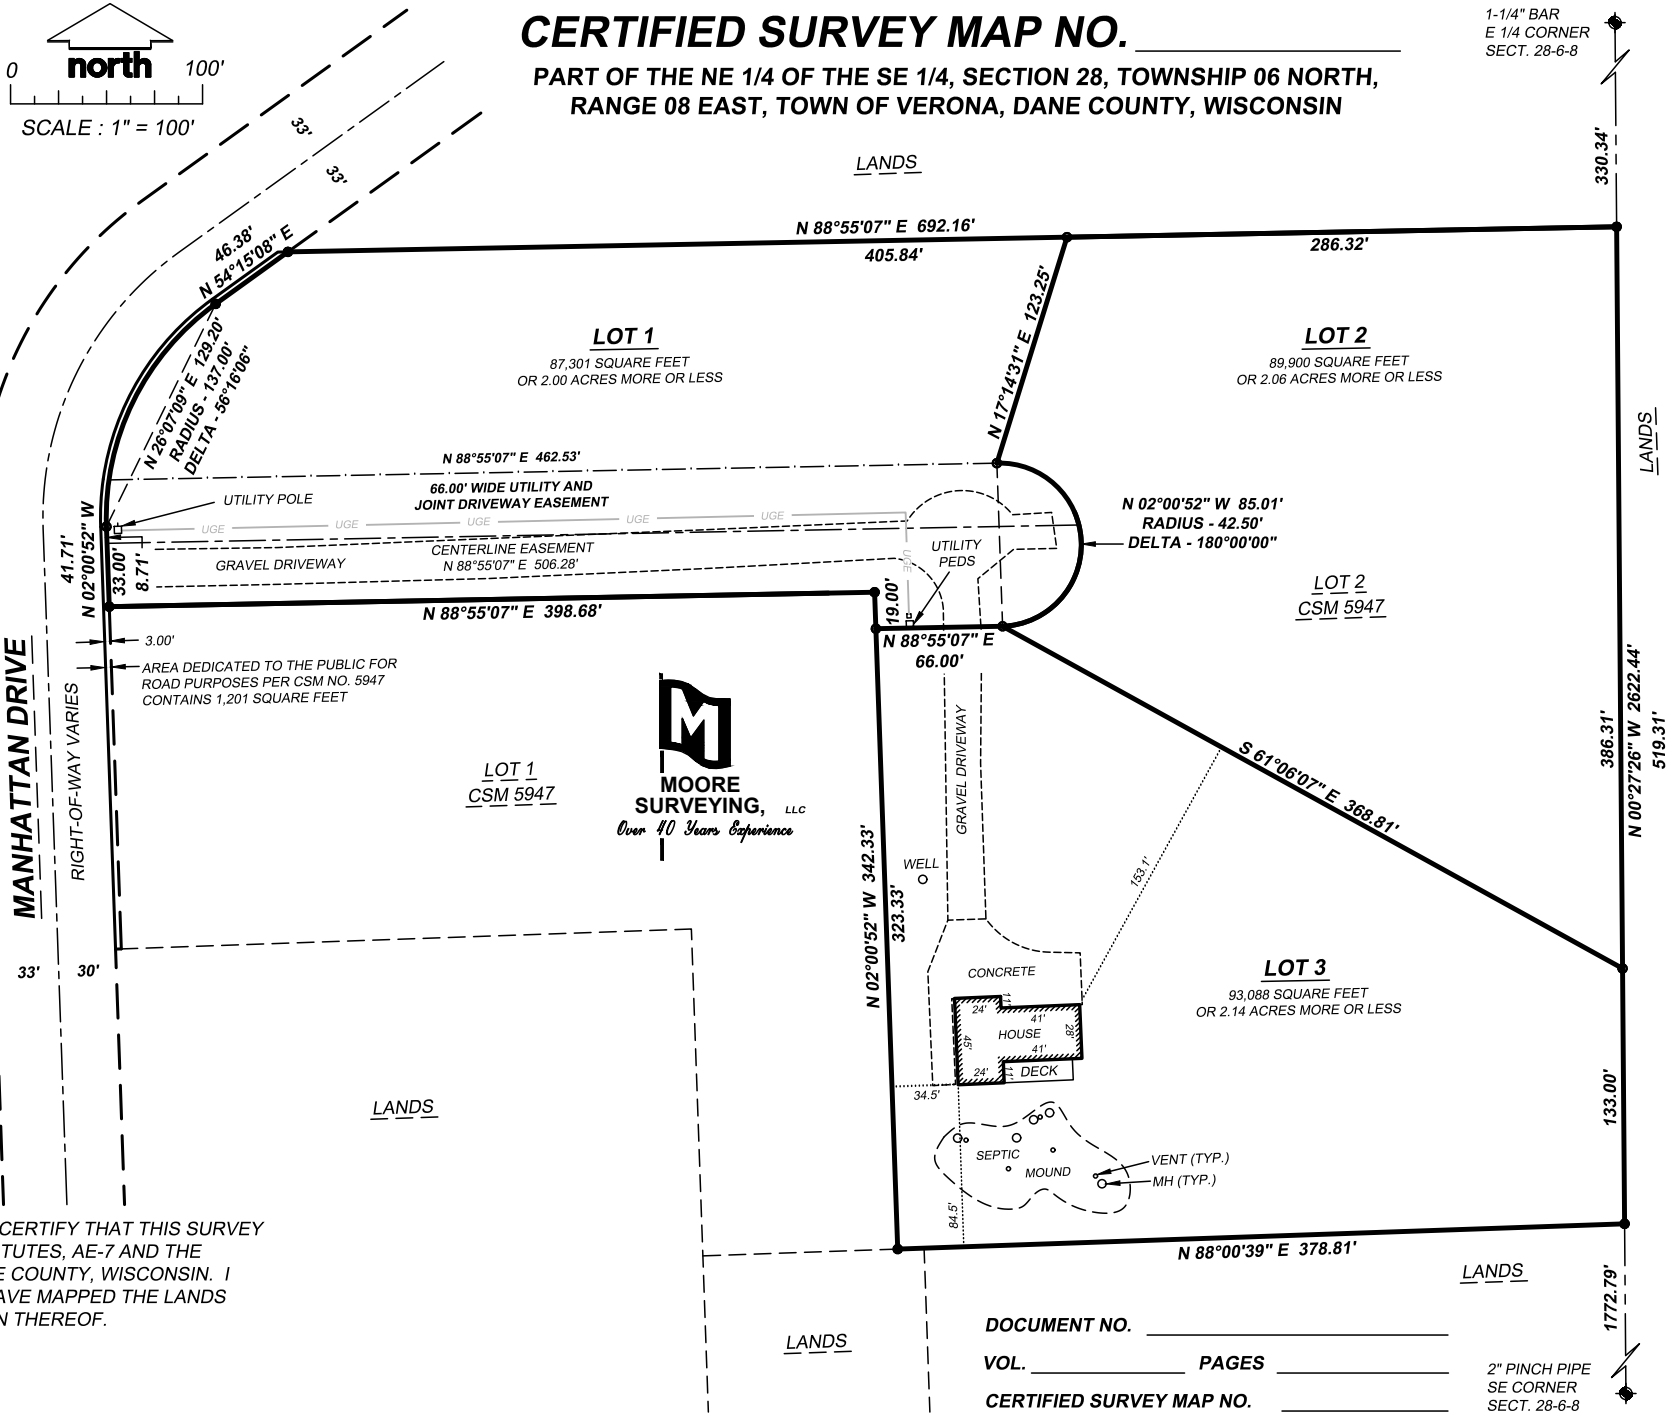 CERTIFIED SURVEY MAP NO.
PART OF THE NE 1/4 OF THE SE 1/4, SECTION 28, TOWNSHIP 06 NORTH,
RANGE 08 EAST, TOWN OF VERONA, DANE COUNTY, WISCONSIN
north
0 100'
SCALE : 1" = 100'
1-1/4" BAR
E 1/4 CORNER
SECT. 28-6-8
33'
33'
LANDS
330.34'
46.38'
N 54°15'08" E
N 88°55'07" E 692.16'
405.84'
286.32'
N 26°07'09" E 129.20'
RADIUS - 137.00'
DELTA - 56°16'06"
LOT 1
87,301 SQUARE FEET
OR 2.00 ACRES MORE OR LESS
N 17°14'31" E 123.25'
LOT 2
89,900 SQUARE FEET
OR 2.06 ACRES MORE OR LESS
LANDS
N 88°55'07" E 462.53'
66.00' WIDE UTILITY AND
JOINT DRIVEWAY EASEMENT
UTILITY POLE
UGE UGE UGE UGE UGE
UGE
CENTERLINE EASEMENT
N 88°55'07" E 506.28'
GRAVEL DRIVEWAY
UTILITY
PEDS
N 02°00'52" W 85.01'
RADIUS - 42.50'
DELTA - 180°00'00"
41.71'
N 02°00'52" W
33.00'
8.71'
N 88°55'07" E 398.68'
19.00'
N 88°55'07" E
66.00'
LOT 2
CSM 5947
3.00'
AREA DEDICATED TO THE PUBLIC FOR
ROAD PURPOSES PER CSM NO. 5947
CONTAINS 1,201 SQUARE FEET
MANHATTAN DRIVE
RIGHT-OF-WAY VARIES
33' 30'
LOT 1
CSM 5947
M
MOORE
SURVEYING, LLC
Over 40 Years Experience
GRAVEL DRIVEWAY
WELL
N 02°00'52" W 342.33'
323.33'
S 61°06'07" E 368.81'
153.1'
386.31'
N 00°27'26" W 2622.44'
519.31'
CONCRETE
24'
11'
41'
HOUSE
28'
45'
41'
24'
11'
DECK
34.5'
LOT 3
93,088 SQUARE FEET
OR 2.14 ACRES MORE OR LESS
133.00'
SEPTIC
MOUND
VENT (TYP.)
MH (TYP.)
84.5'
N 88°00'39" E 378.81'
LANDS
LANDS
LANDS
1772.79'
CERTIFY THAT THIS SURVEY
TUTES, AE-7 AND THE
E COUNTY, WISCONSIN. I
AVE MAPPED THE LANDS
N THEREOF.
DOCUMENT NO.
VOL. PAGES
CERTIFIED SURVEY MAP NO.
2" PINCH PIPE
SE CORNER
SECT. 28-6-8